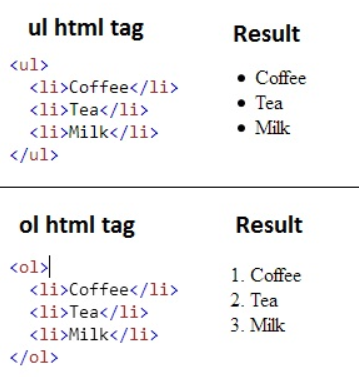 ul html tag
Result
<ul>
  <li>Coffee</li>
  <li>Tea</li>
  <li>Milk</li>
</ul>
• Coffee
• Tea
• Milk
ol html tag
Result
<ol>
  <li>Coffee</li>
  <li>Tea</li>
  <li>Milk</li>
</ol>
1. Coffee
2. Tea
3. Milk